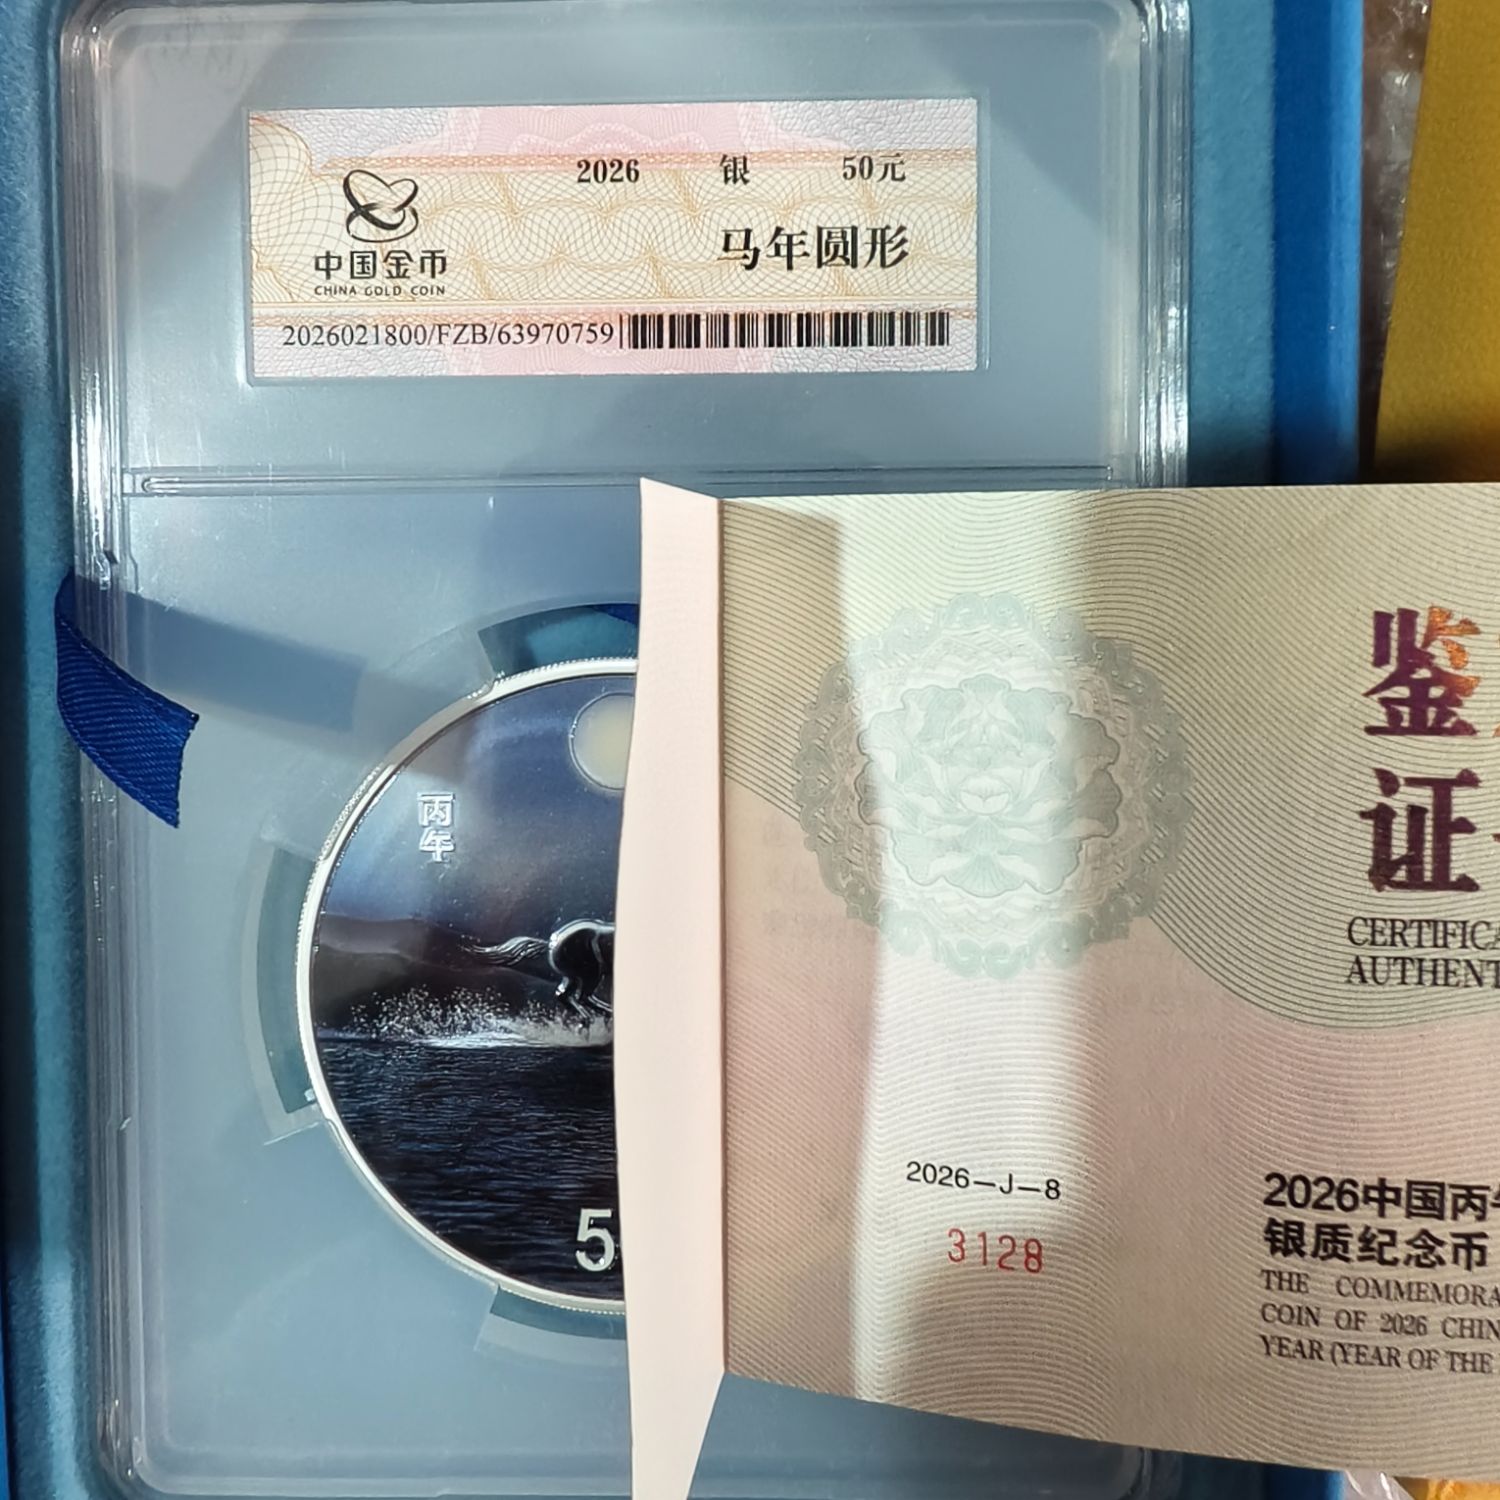 2026 银 50元
中国金币
CHINA GOLD COIN
马年圆形
2026021800/FZB/63970759
丙午
5
鉴
证
CERTIFICA
AUTHENT
2026-J-8
3128
2026中国丙午
银质纪念币
THE COMMEMORA
COIN OF 2026 CHIN
YEAR (YEAR OF THE